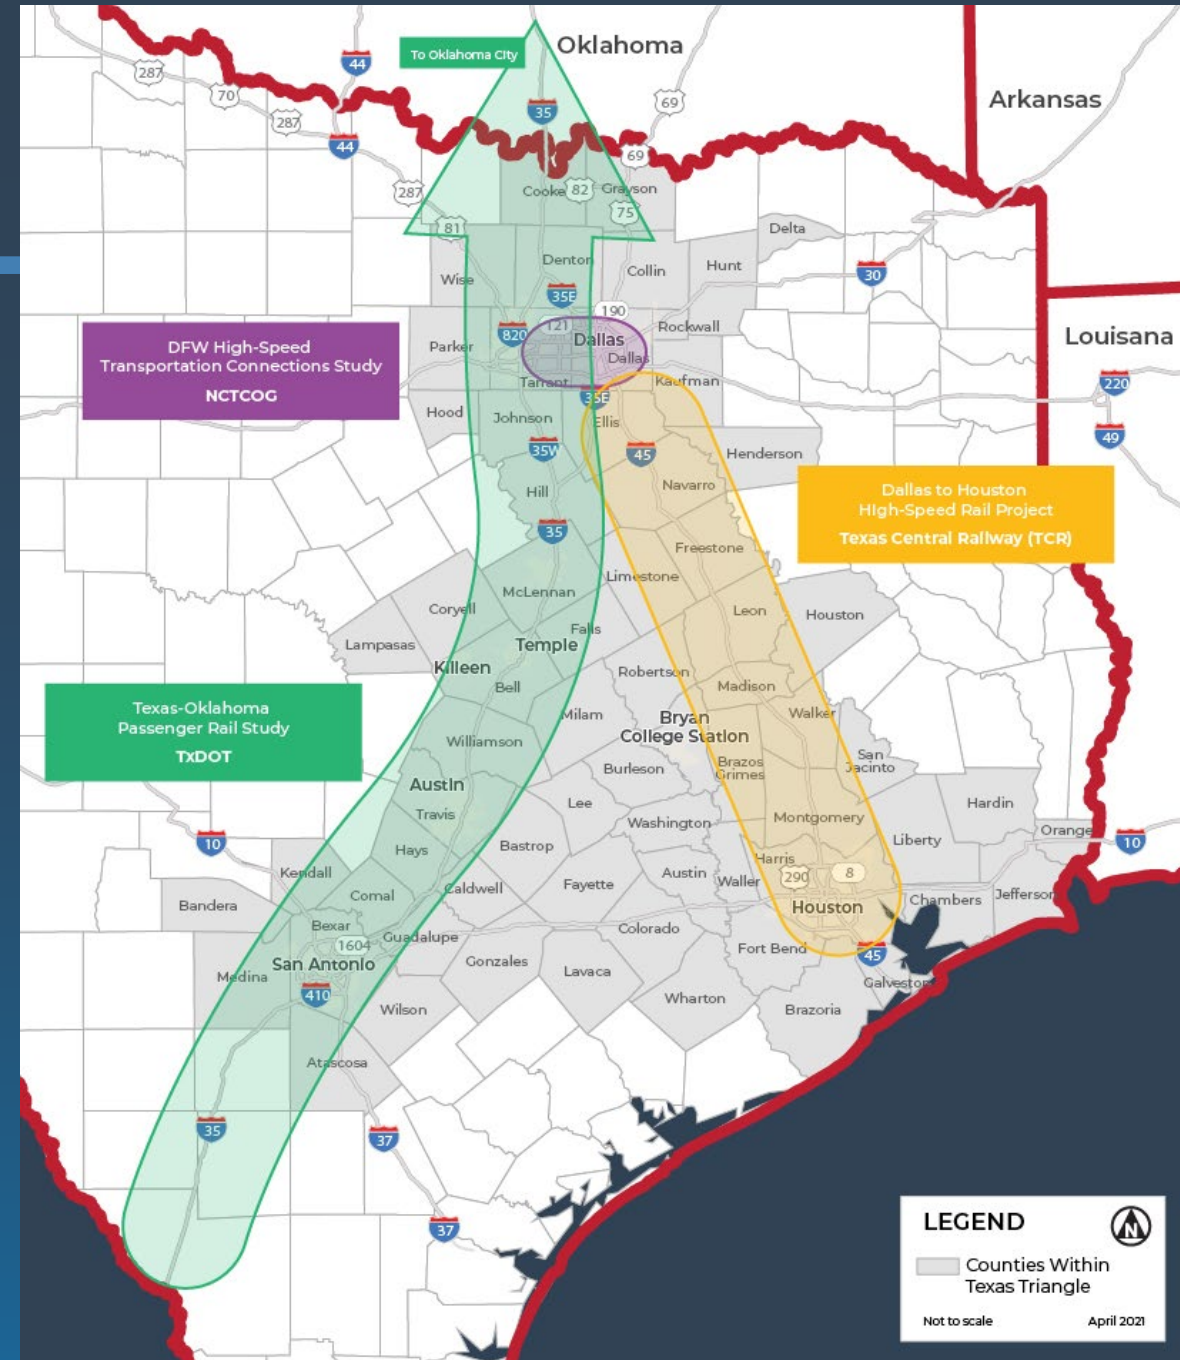 To Oklahoma City
Oklahoma
Arkansas
Louisiana
44
287
70
287
44
35
69
69
287
Cooke
82
Grayson
75
81
Delta
Denton
Collin
Hunt
30
Wise
35E
190
121
820
Rockwall
Parker
Dallas
Dallas
Tarrant
Kaufman
220
49
35E
Hood
Johnson
Ellis
35W
45
Henderson
DFW High-Speed
Transportation Connections Study
NCTCOG
Dallas to Houston
High-Speed Rail Project
Texas Central Railway (TCR)
Hill
Navarro
35
Freestone
McLennan
Limestone
Coryell
Leon
Houston
Lampasas
Falls
Temple
Killeen
Bell
Robertson
Madison
Milam
Bryan
College Station
Walker
Texas-Oklahoma
Passenger Rail Study
TxDOT
Williamson
San
Jacinto
Burleson
Brazos
Grimes
Austin
Travis
Lee
Washington
Montgomery
Hardin
Orange
10
Liberty
10
Hays
Bastrop
Harris
290
8
Kendall
Comal
Caldwell
Fayette
Austin
Waller
Houston
Chambers
Jefferson
Bandera
Bexar
1604
Guadalupe
Colorado
Fort Bend
45
San Antonio
Medina
410
Gonzales
Lavaca
Galveston
Wilson
Wharton
Brazoria
Atascosa
35
37
37
LEGEND
N
Counties Within
Texas Triangle
Not to scale
April 2021